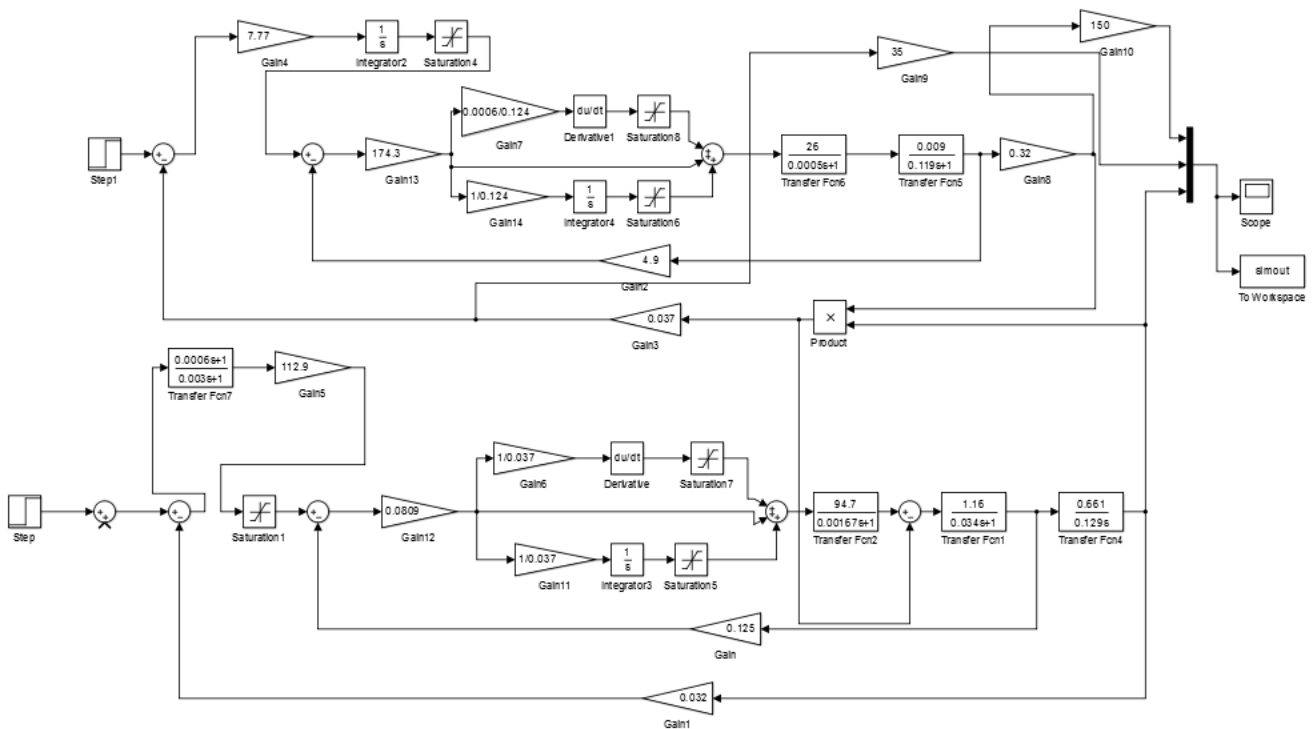 150
Gain10
7.77
Gain4
1
s
Integrator2
Saturation4
35
Gain9
0.0006/0.124
Gain7
du/dt
Derivative1
Saturation8
Step1
+
-
+
-
174.3
Gain13
1/0.124
Gain14
1
s
Integrator4
Saturation6
26
0.0005s+1
Transfer Fcn6
0.009
0.119s+1
Transfer Fcn5
0.32
Gain8
Scope
simout
To Workspace
4.9
Gain2
0.037
Gain3
×
Product
0.0006s+1
0.003s+1
Transfer Fcn7
112.9
Gain5
1/0.037
Gain6
du/dt
Derivative
Saturation7
Step
+
+
-
Saturation1
+
-
0.0809
Gain12
1/0.037
Gain11
1
s
Integrator3
Saturation5
94.7
0.00167s+1
Transfer Fcn2
+
-
1.16
0.034s+1
Transfer Fcn1
0.661
0.129s
Transfer Fcn4
0.125
Gain
0.032
Gain1